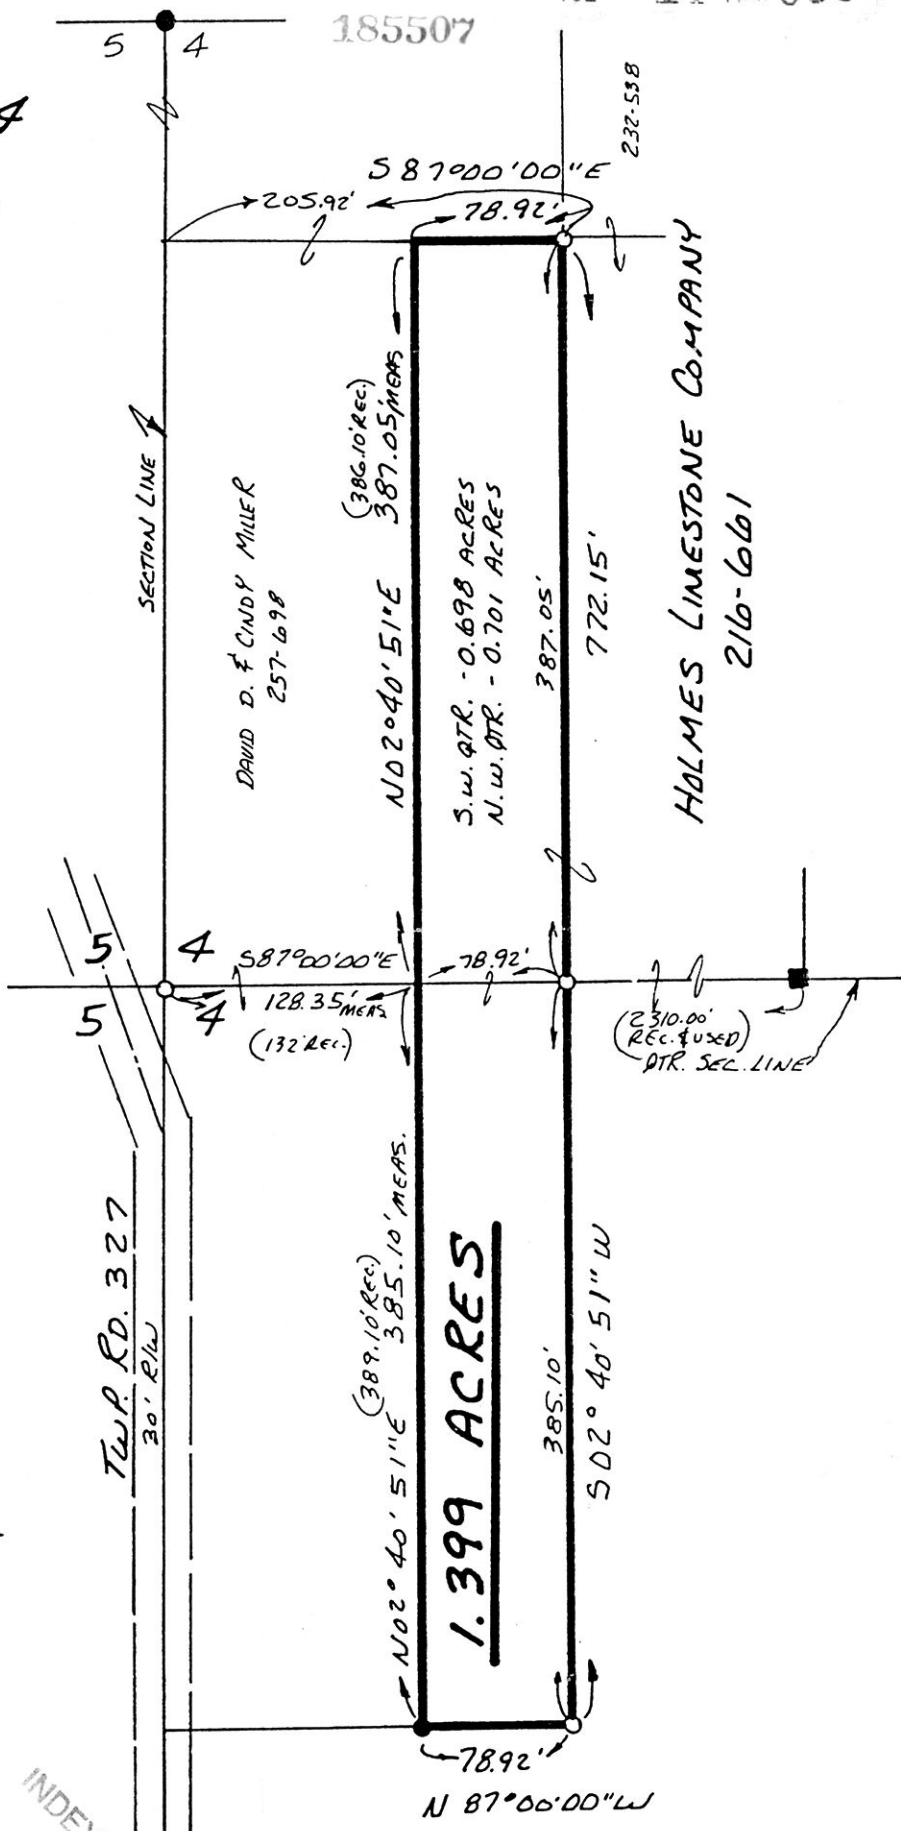 185507
5 4
4
232-538
S 87°00'00"E
205.92'
78.92'
HOLMES LIMESTONE COMPANY
216-661
SECTION LINE
DAVID D. & CINDY MILLER
257-698
(386.10' REC.)
N02°40'51"E 387.05' MEAS
S.W. QTR. - 0.698 ACRES
N.W. QTR. - 0.701 ACRES
387.05'
772.15'
5 4
5 4
S87°00'00"E
128.35' MEAS
(132' REC.)
78.92'
(2310.00'
REC. & USED)
QTR. SEC. LINE
TWP. RD. 327
30' R/W
(389.10' REC.)
N02°40'51"E 385.10' MEAS.
1.399 ACRES
385.10'
S02°40'51"W
78.92'
N 87°00'00"W